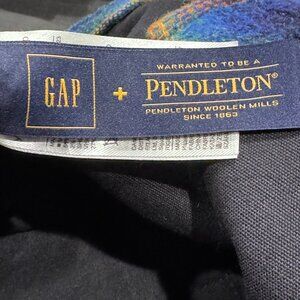 GAP
+
WARRANTED TO BE A
PENDLETON®
PENDLETON WOOLEN MILLS
SINCE 1863